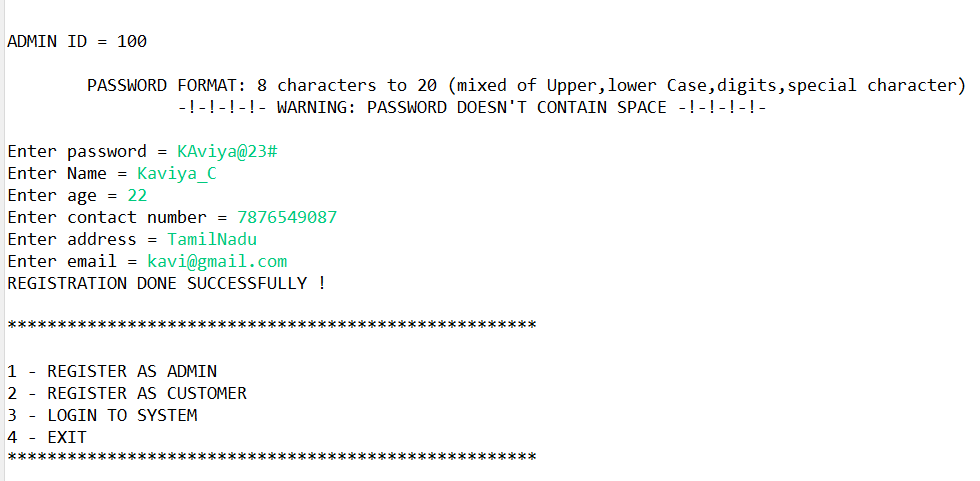 ADMIN ID = 100
PASSWORD FORMAT: 8 characters to 20 (mixed of Upper,lower Case,digits,special character)
-!-!-!-!- WARNING: PASSWORD DOESN'T CONTAIN SPACE -!-!-!-!-
Enter password = KAviya@23#
Enter Name = Kaviya_C
Enter age = 22
Enter contact number = 7876549087
Enter address = TamilNadu
Enter email = kavi@gmail.com
REGISTRATION DONE SUCCESSFULLY !
*****************************************************
1 - REGISTER AS ADMIN
2 - REGISTER AS CUSTOMER
3 - LOGIN TO SYSTEM
4 - EXIT
*****************************************************